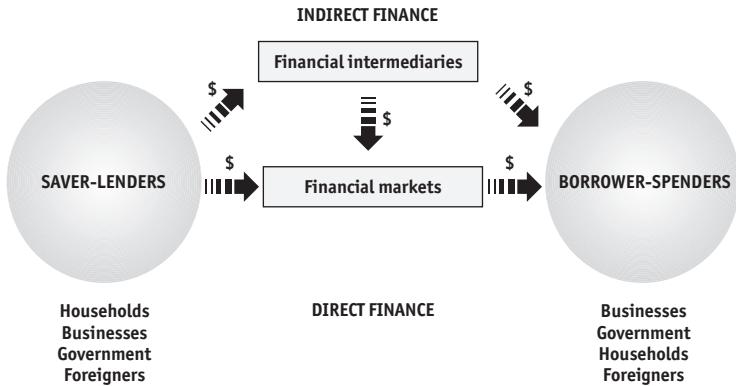 INDIRECT FINANCE
Financial intermediaries
$
$
$
SAVER-LENDERS
$
Financial markets
$
BORROWER-SPENDERS
Households
Businesses
Government
Foreigners
DIRECT FINANCE
Businesses
Government
Households
Foreigners